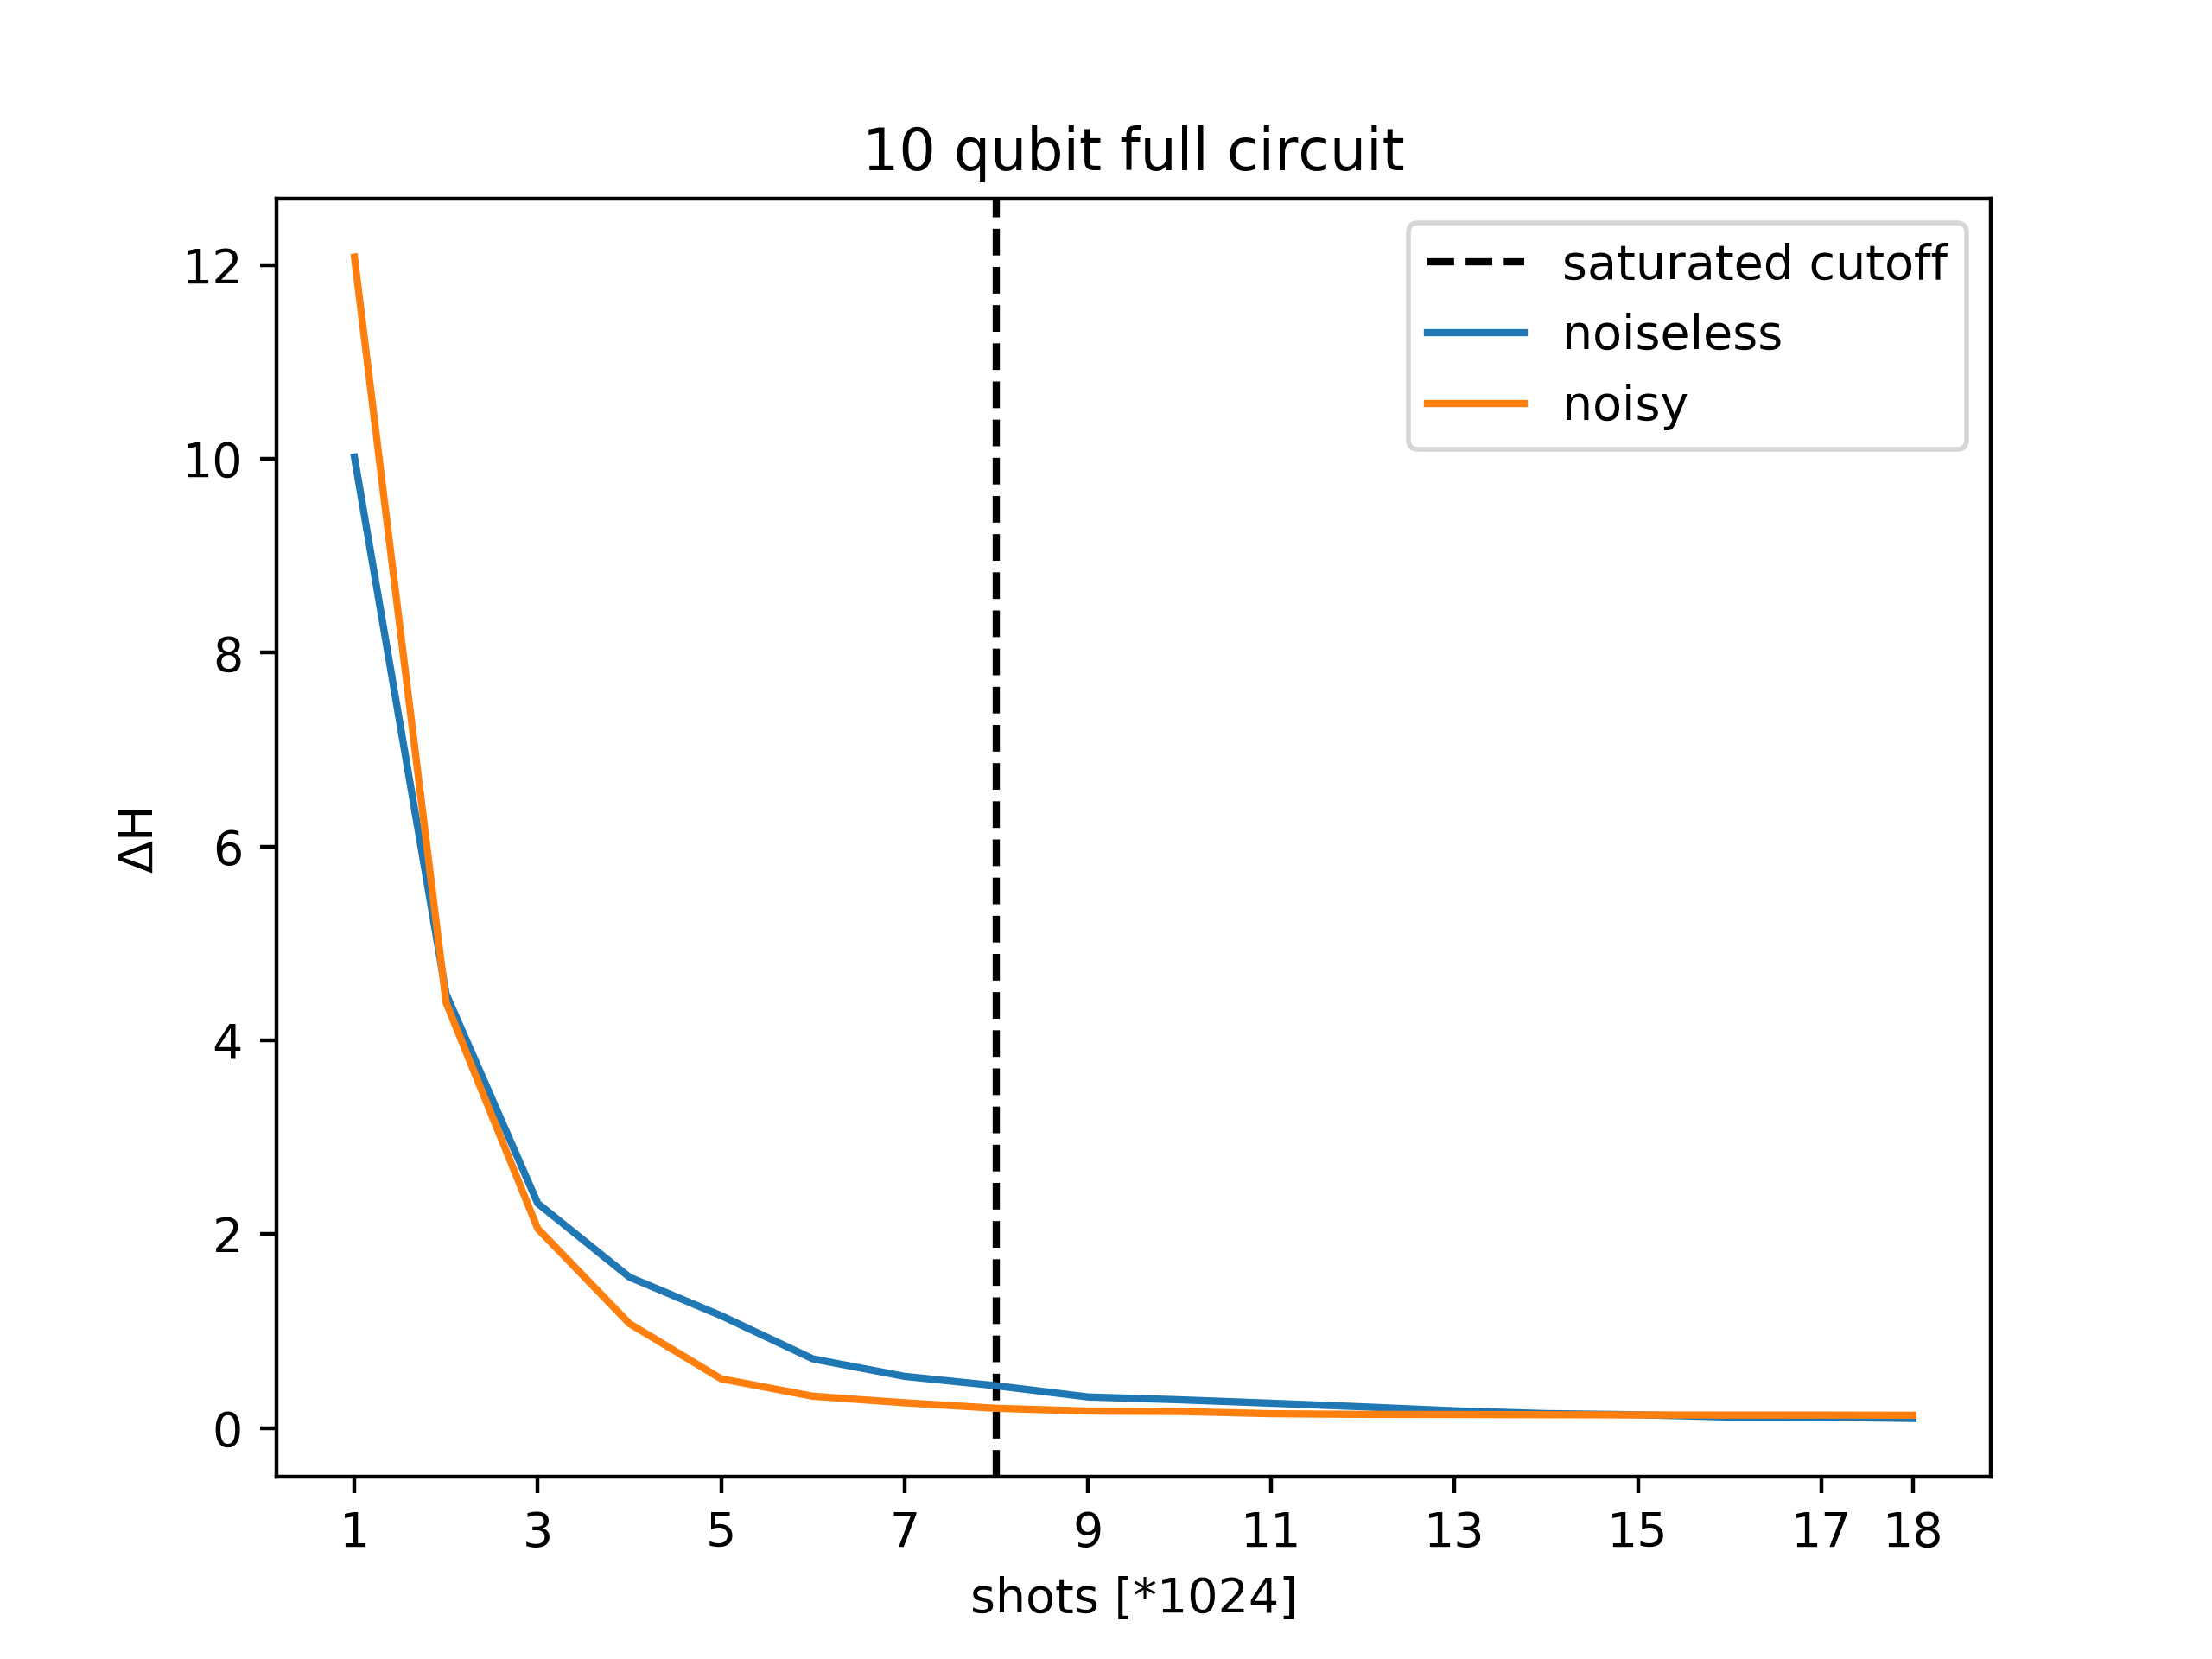 10 qubit full circuit
saturated cutoff
noiseless
noisy
12
10
8
6
4
2
0
ΔH
1 3 5 7 9 11 13 15 17 18
shots [*1024]